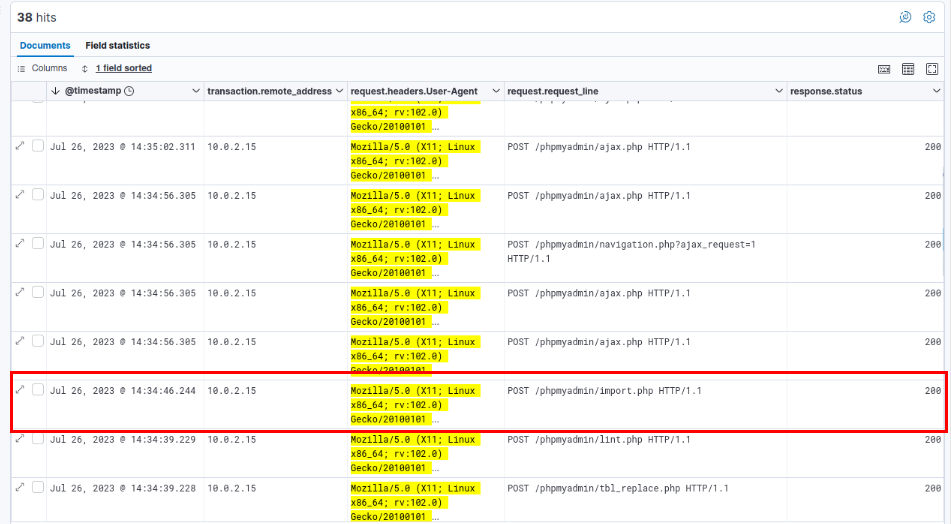 38 hits
Documents Field statistics
Columns 1 field sorted
@timestamp transaction.remote_address request.headers.User-Agent request.request_line response.status
x86_64; rv:102.0)
Gecko/20100101 …
Jul 26, 2023 @ 14:35:02.311 10.0.2.15 Mozilla/5.0 (X11; Linux POST /phpmyadmin/ajax.php HTTP/1.1 200
x86_64; rv:102.0)
Gecko/20100101 …
Jul 26, 2023 @ 14:34:56.305 10.0.2.15 Mozilla/5.0 (X11; Linux POST /phpmyadmin/ajax.php HTTP/1.1 200
x86_64; rv:102.0)
Gecko/20100101 …
Jul 26, 2023 @ 14:34:56.305 10.0.2.15 Mozilla/5.0 (X11; Linux POST /phpmyadmin/navigation.php?ajax_request=1 200
x86_64; rv:102.0) HTTP/1.1
Gecko/20100101 …
Jul 26, 2023 @ 14:34:56.305 10.0.2.15 Mozilla/5.0 (X11; Linux POST /phpmyadmin/ajax.php HTTP/1.1 200
x86_64; rv:102.0)
Gecko/20100101 …
Jul 26, 2023 @ 14:34:56.305 10.0.2.15 Mozilla/5.0 (X11; Linux POST /phpmyadmin/ajax.php HTTP/1.1 200
x86_64; rv:102.0)
Gecko/20100101 …
Jul 26, 2023 @ 14:34:46.244 10.0.2.15 Mozilla/5.0 (X11; Linux POST /phpmyadmin/import.php HTTP/1.1 200
x86_64; rv:102.0)
Gecko/20100101 …
Jul 26, 2023 @ 14:34:39.229 10.0.2.15 Mozilla/5.0 (X11; Linux POST /phpmyadmin/lint.php HTTP/1.1 200
x86_64; rv:102.0)
Gecko/20100101 …
Jul 26, 2023 @ 14:34:39.228 10.0.2.15 Mozilla/5.0 (X11; Linux POST /phpmyadmin/tbl_replace.php HTTP/1.1 200
x86_64; rv:102.0)
Gecko/20100101 …